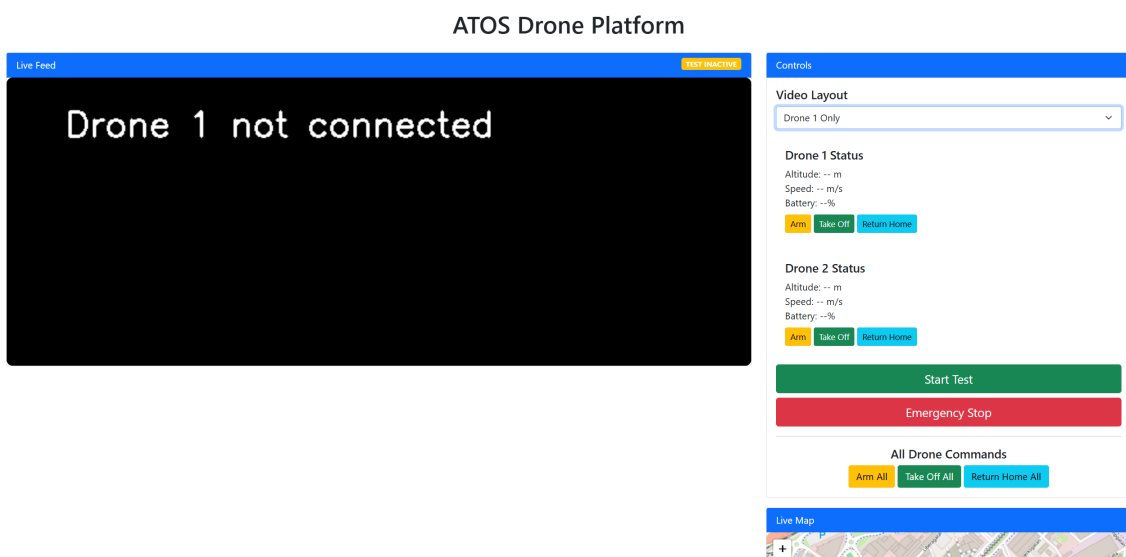 ATOS Drone Platform
Live Feed
TEST INACTIVE
Drone 1 not connected
Controls
Video Layout
Drone 1 Only
Drone 1 Status
Altitude: -- m
Speed: -- m/s
Battery: --%
Arm
Take Off
Return Home
Drone 2 Status
Altitude: -- m
Speed: -- m/s
Battery: --%
Arm
Take Off
Return Home
Start Test
Emergency Stop
All Drone Commands
Arm All
Take Off All
Return Home All
Live Map
P
+